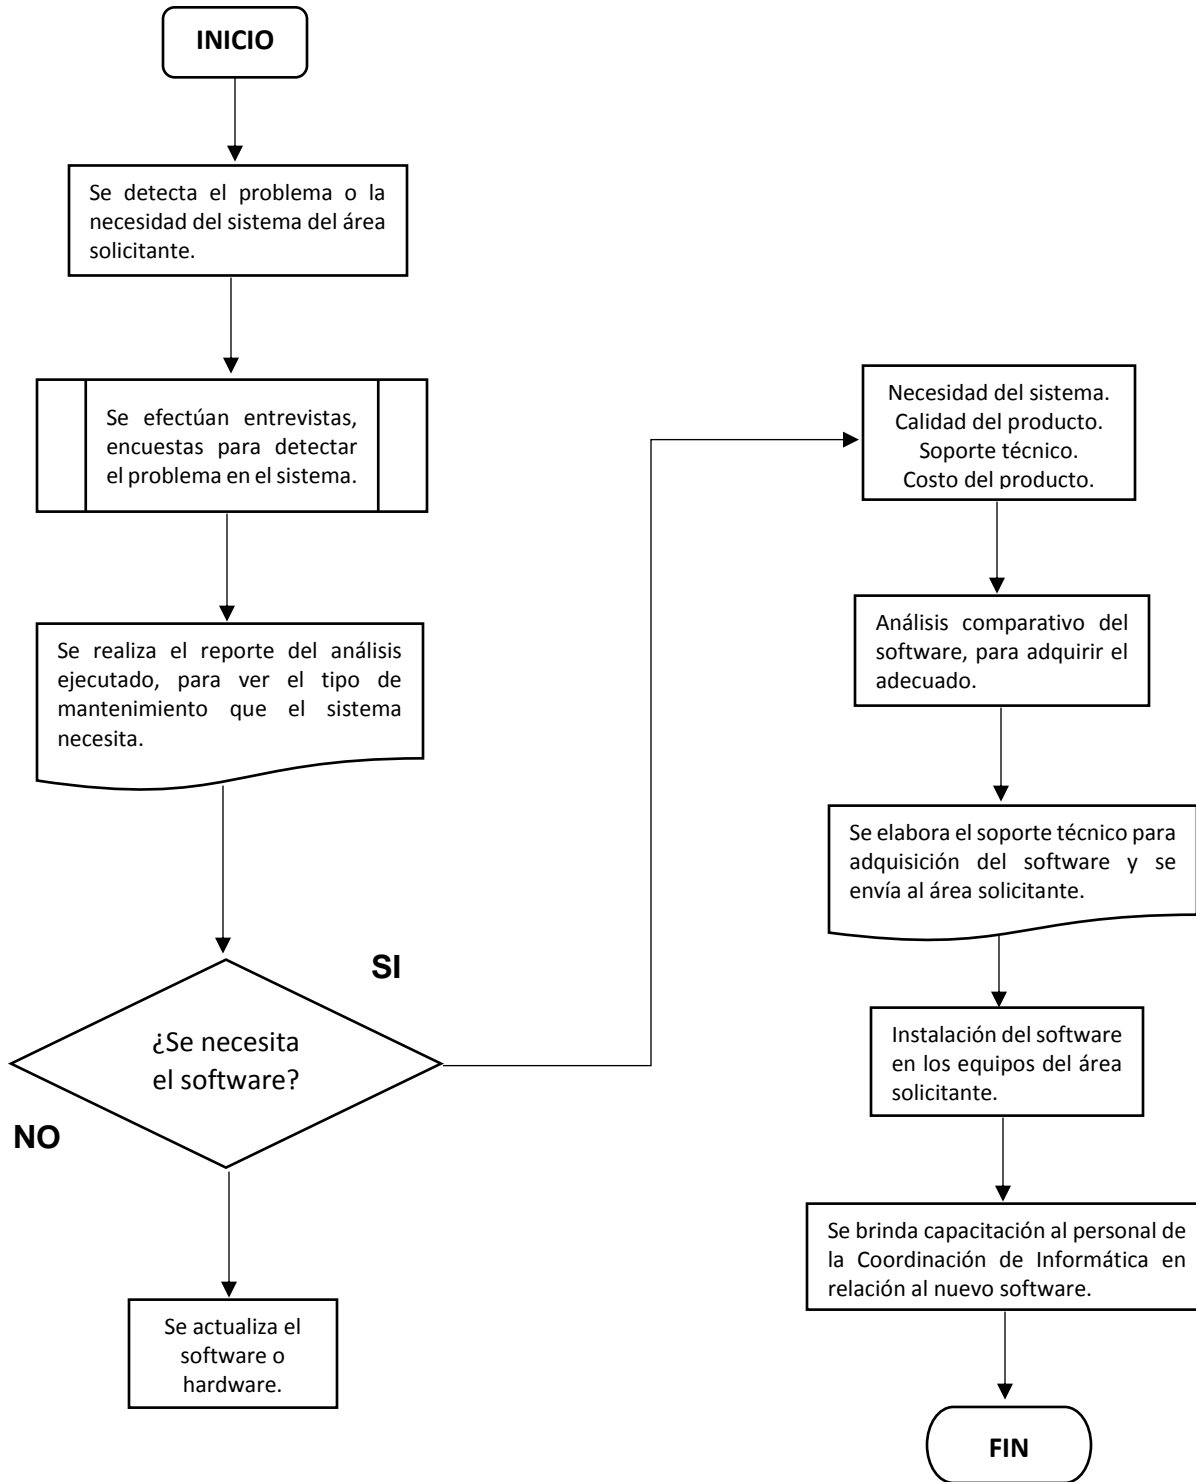 INICIO
Se detecta el problema o la
necesidad del sistema del área
solicitante.
Se efectúan entrevistas,
encuestas para detectar
el problema en el sistema.
Se realiza el reporte del análisis
ejecutado, para ver el tipo de
mantenimiento que el sistema
necesita.
¿Se necesita
el software?
SI
NO
Se actualiza el
software o
hardware.
Necesidad del sistema.
Calidad del producto.
Soporte técnico.
Costo del producto.
Análisis comparativo del
software, para adquirir el
adecuado.
Se elabora el soporte técnico para
adquisición del software y se
envía al área solicitante.
Instalación del software
en los equipos del área
solicitante.
Se brinda capacitación al personal de
la Coordinación de Informática en
relación al nuevo software.
FIN